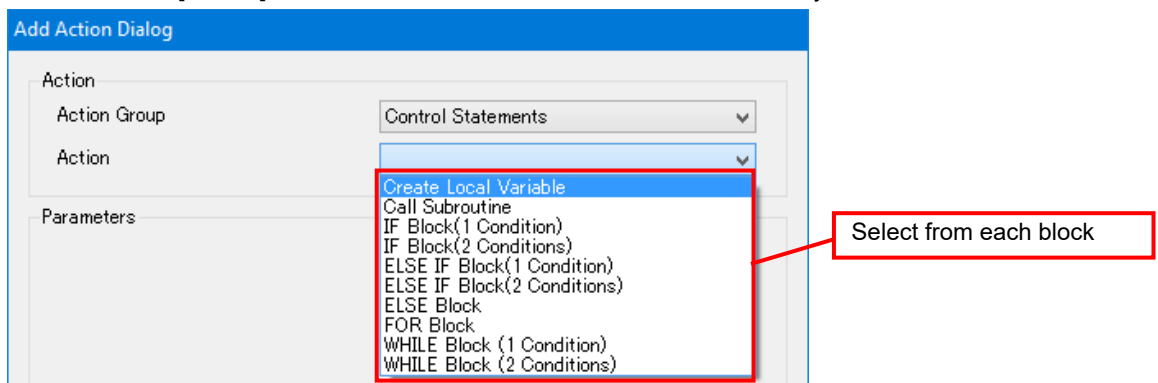 Add Action Dialog
Action
Action Group
Control Statements
Action
Create Local Variable
Call Subroutine
IF Block(1 Condition)
IF Block(2 Conditions)
ELSE IF Block(1 Condition)
ELSE IF Block(2 Conditions)
ELSE Block
FOR Block
WHILE Block (1 Condition)
WHILE Block (2 Conditions)
Parameters
Select from each block